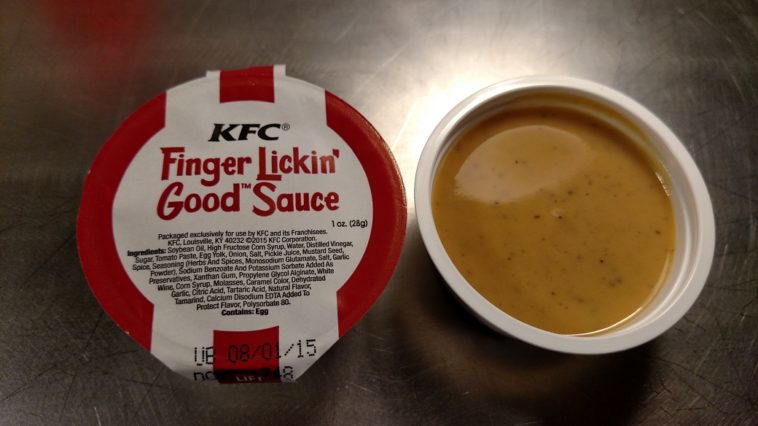 KFC®
Finger Lickin'
Good™ Sauce
1 oz. (28g)
Packaged exclusively for use by KFC and its Franchisees.
KFC, Louisville, KY 40232 ©2015 KFC Corporation.
Ingredients: Soybean Oil, High Fructose Corn Syrup, Water, Distilled Vinegar,
Sugar, Tomato Paste, Egg Yolk, Onion, Salt, Pickle Juice, Mustard Seed,
Spice, Seasoning (Herbs And Spices, Monosodium Glutamate, Salt, Garlic
Powder), Sodium Benzoate And Potassium Sorbate Added As
Preservatives, Xanthan Gum, Propylene Glycol Alginate, White
Wine, Corn Syrup, Molasses, Caramel Color, Dehydrated
Garlic, Citric Acid, Tartaric Acid, Natural Flavor,
Tamarind, Calcium Disodium EDTA Added To
Protect Flavor, Polysorbate 80.
Contains: Egg
UB 08/01/15
LIFT